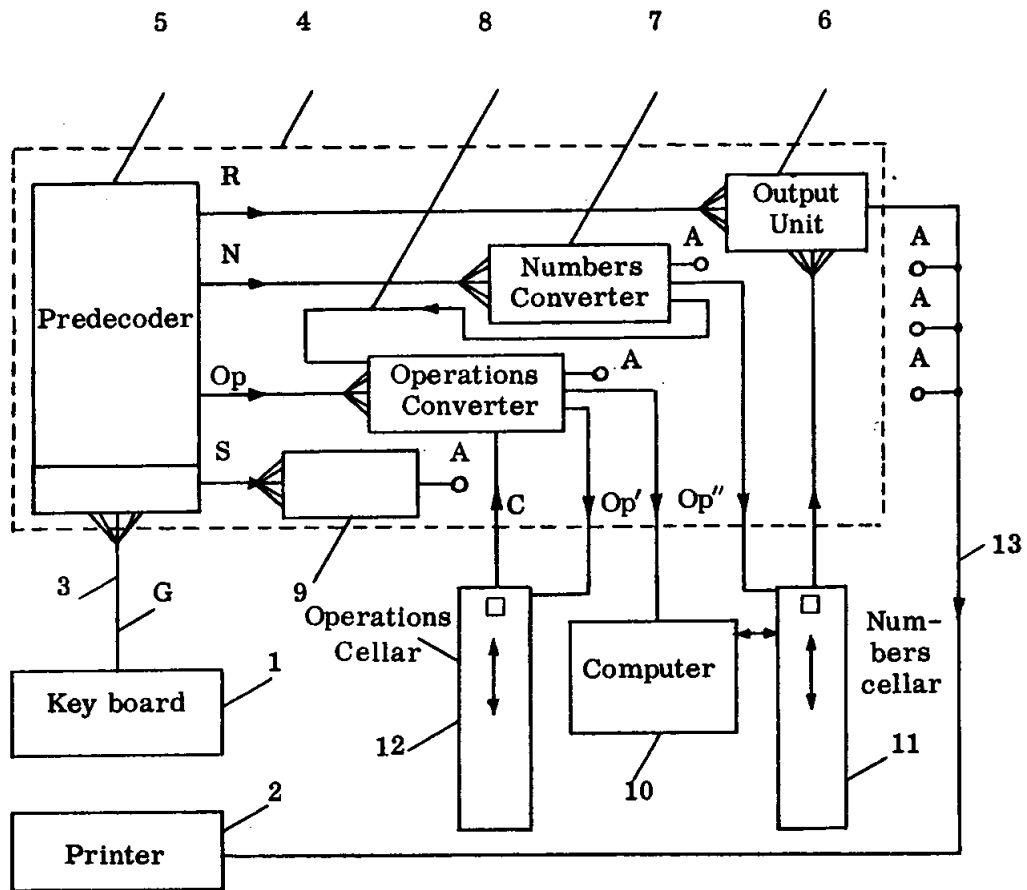 5 4 8 7 6
R
Output
Unit
N
A
A
Numbers
Converter
Predecoder
A
Op
Operations
Converter
A
A
S
A
C
Op′
Op″
13
3
9
G
Operations
Cellar
Num-
bers
cellar
Computer
1
Key board
12
11
10
2
Printer